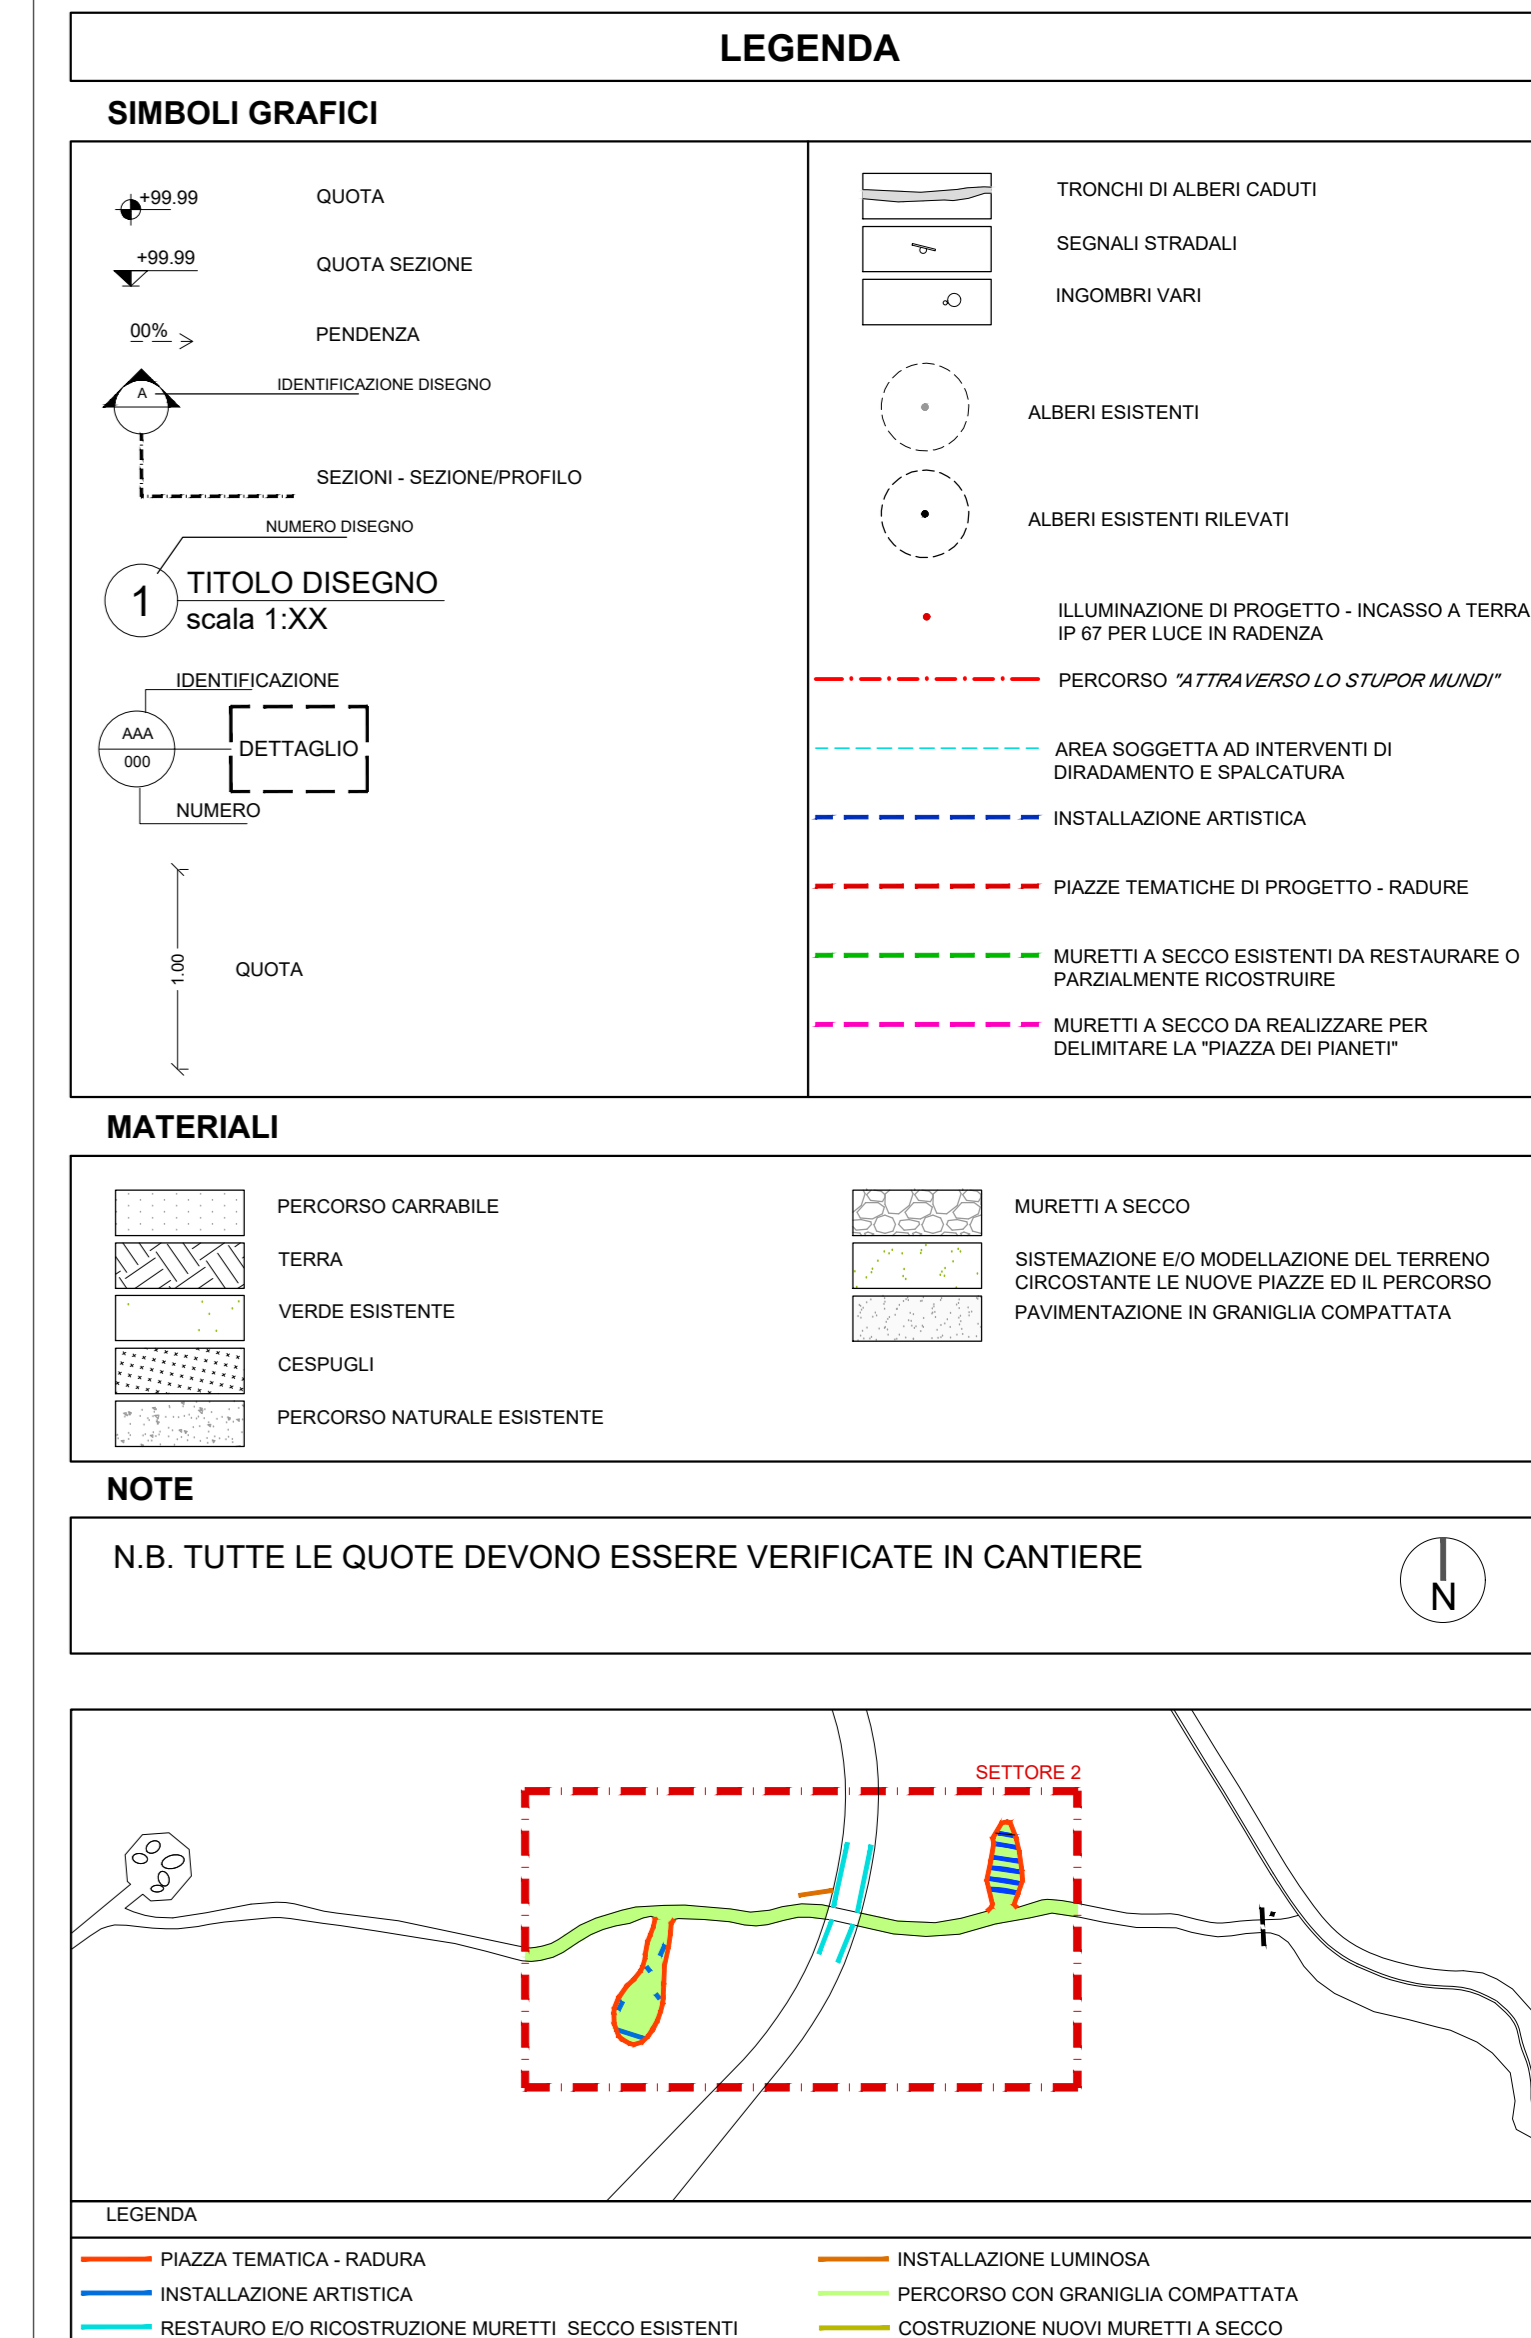 LEGENDA
SIMBOLI GRAFICI
+99.99
QUOTA
+99.99
QUOTA SEZIONE
00%
PENDENZA
A
IDENTIFICAZIONE DISEGNO
SEZIONI - SEZIONE/PROFILO
NUMERO DISEGNO
1
TITOLO DISEGNO
scala 1:XX
IDENTIFICAZIONE
AAA
000
DETTAGLIO
NUMERO
1.00
QUOTA
TRONCHI DI ALBERI CADUTI
SEGNALI STRADALI
INGOMBRI VARI
ALBERI ESISTENTI
ALBERI ESISTENTI RILEVATI
ILLUMINAZIONE DI PROGETTO - INCASSO A TERRA
IP 67 PER LUCE IN RADENZA
PERCORSO "ATTRAVERSO LO STUPOR MUNDI"
AREA SOGGETTA AD INTERVENTI DI
DIRADAMENTO E SPALCATURA
INSTALLAZIONE ARTISTICA
PIAZZE TEMATICHE DI PROGETTO - RADURE
MURETTI A SECCO ESISTENTI DA RESTAURARE O
PARZIALMENTE RICOSTRUIRE
MURETTI A SECCO DA REALIZZARE PER
DELIMITARE LA "PIAZZA DEI PIANETI"
MATERIALI
PERCORSO CARRABILE
TERRA
VERDE ESISTENTE
CESPUGLI
PERCORSO NATURALE ESISTENTE
MURETTI A SECCO
SISTEMAZIONE E/O MODELLAZIONE DEL TERRENO
CIRCOSTANTE LE NUOVE PIAZZE ED IL PERCORSO
PAVIMENTAZIONE IN GRANIGLIA COMPATTATA
NOTE
N.B. TUTTE LE QUOTE DEVONO ESSERE VERIFICATE IN CANTIERE
N
SETTORE 2
LEGENDA
PIAZZA TEMATICA - RADURA
INSTALLAZIONE ARTISTICA
RESTAURO E/O RICOSTRUZIONE MURETTI SECCO ESISTENTI
INSTALLAZIONE LUMINOSA
PERCORSO CON GRANIGLIA COMPATTATA
COSTRUZIONE NUOVI MURETTI A SECCO